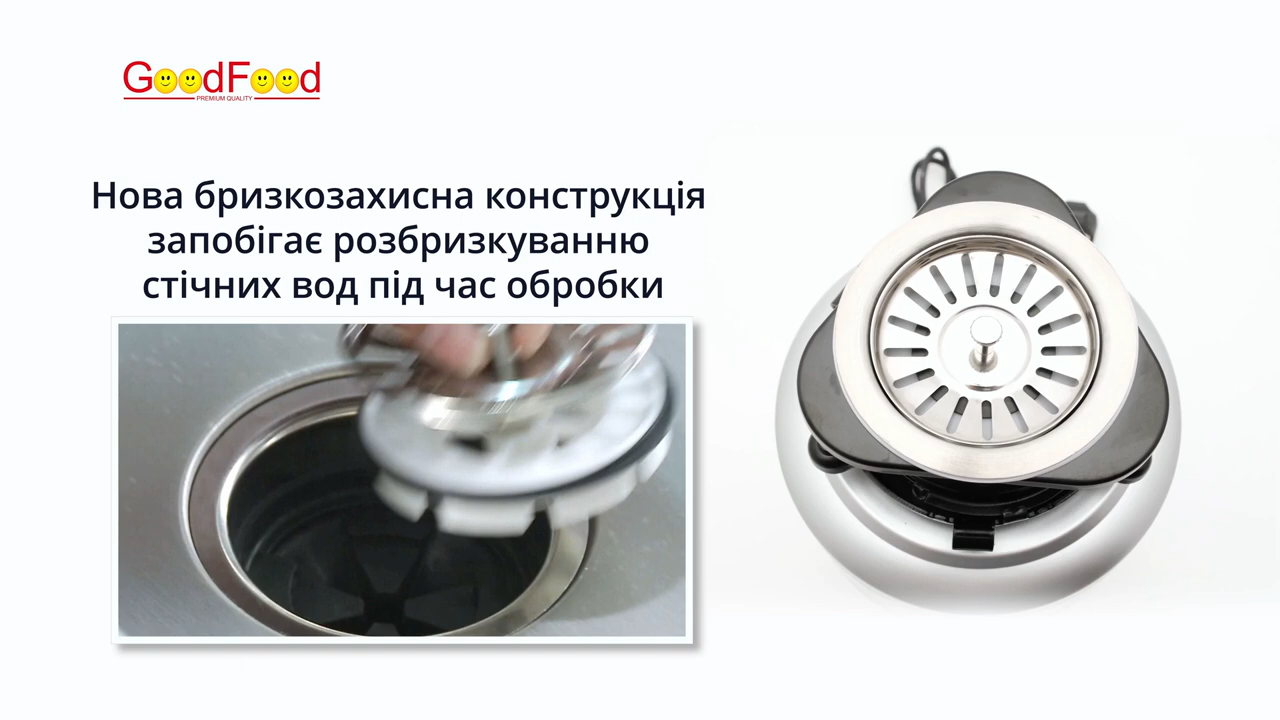 GoodFood
PREMIUM QUALITY
Нова бризкозахисна конструкція
запобігає розбризкуванню
стічних вод під час обробки